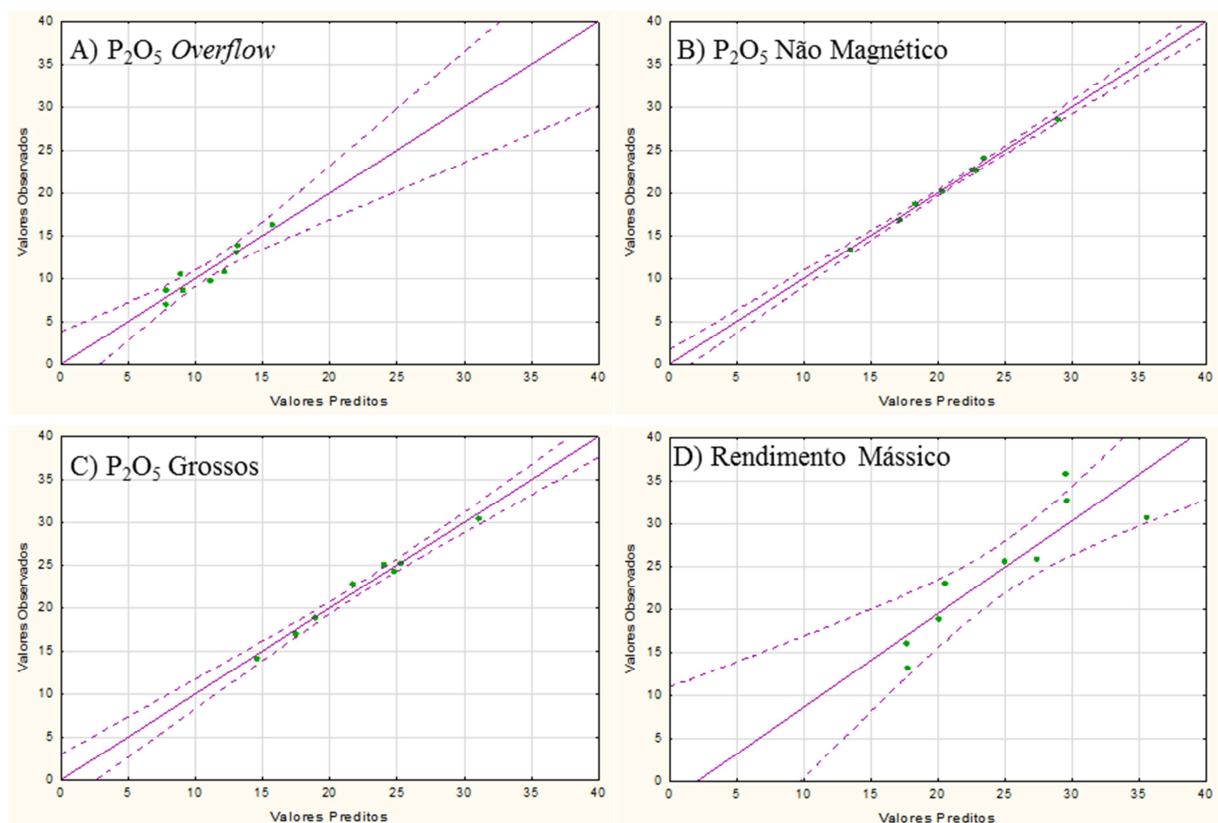 A) P₂O₅ Overflow
Valores Observados
40
35
30
25
20
15
10
5
0
0 5 10 15 20 25 30 35 40
Valores Preditos
B) P₂O₅ Não Magnético
Valores Observados
40
35
30
25
20
15
10
5
0
0 5 10 15 20 25 30 35 40
Valores Preditos
C) P₂O₅ Grossos
Valores Observados
40
35
30
25
20
15
10
5
0
0 5 10 15 20 25 30 35 40
Valores Preditos
D) Rendimento Mássico
Valores Observados
40
35
30
25
20
15
10
5
0
0 5 10 15 20 25 30 35 40
Valores Preditos